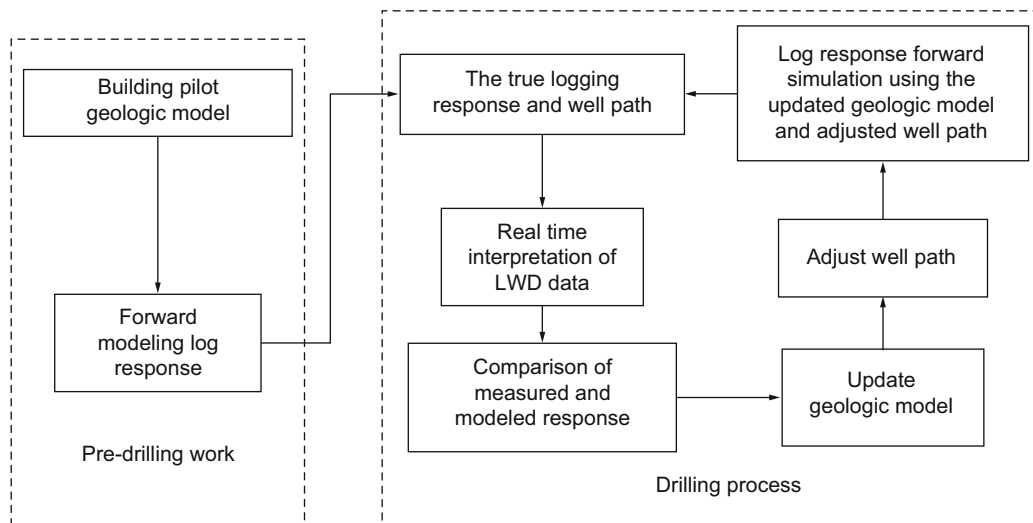 Building pilot
geologic model
Forward
modeling log
response
Pre-drilling work
The true logging
response and well path
Real time
interpretation of
LWD data
Comparison of
measured and
modeled response
Log response forward
simulation using the
updated geologic model
and adjusted well path
Adjust well path
Update
geologic model
Drilling process